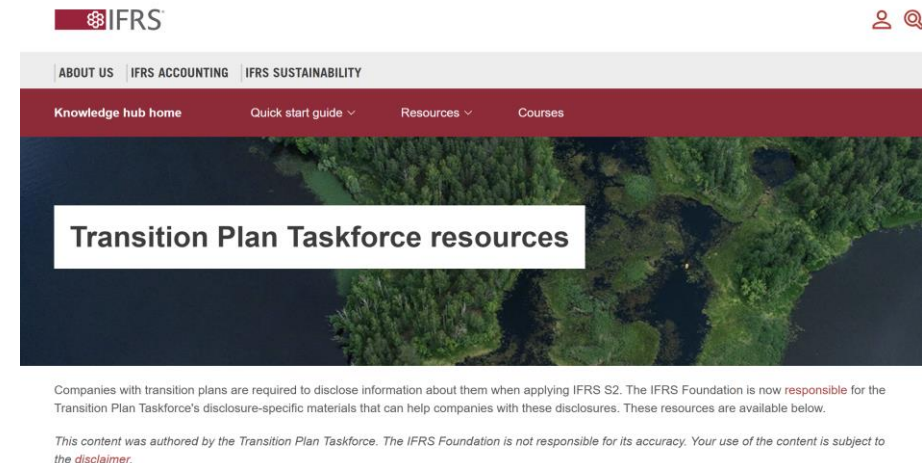 IFRS
ABOUT US IFRS ACCOUNTING IFRS SUSTAINABILITY
Knowledge hub home Quick start guide Resources Courses
Transition Plan Taskforce resources
Companies with transition plans are required to disclose information about them when applying IFRS S2. The IFRS Foundation is now responsible for the
Transition Plan Taskforce's disclosure-specific materials that can help companies with these disclosures. These resources are available below.
This content was authored by the Transition Plan Taskforce. The IFRS Foundation is not responsible for its accuracy. Your use of the content is subject to
the disclaimer.